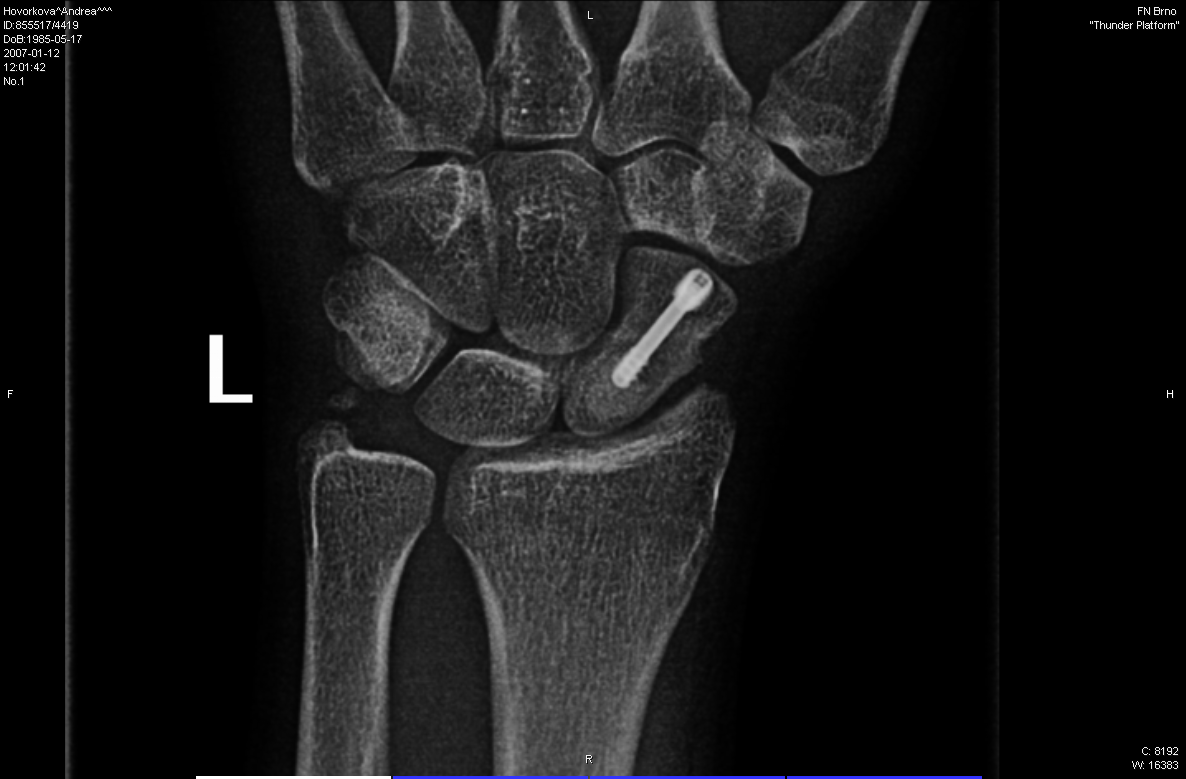 Hovorkova^Andrea^^^
ID:855517/4419
DoB:1985-05-17
2007-01-12
12:01:42
No.1
L
FN Brno
"Thunder Platform"
L
F
H
R
C: 8192
W: 16383